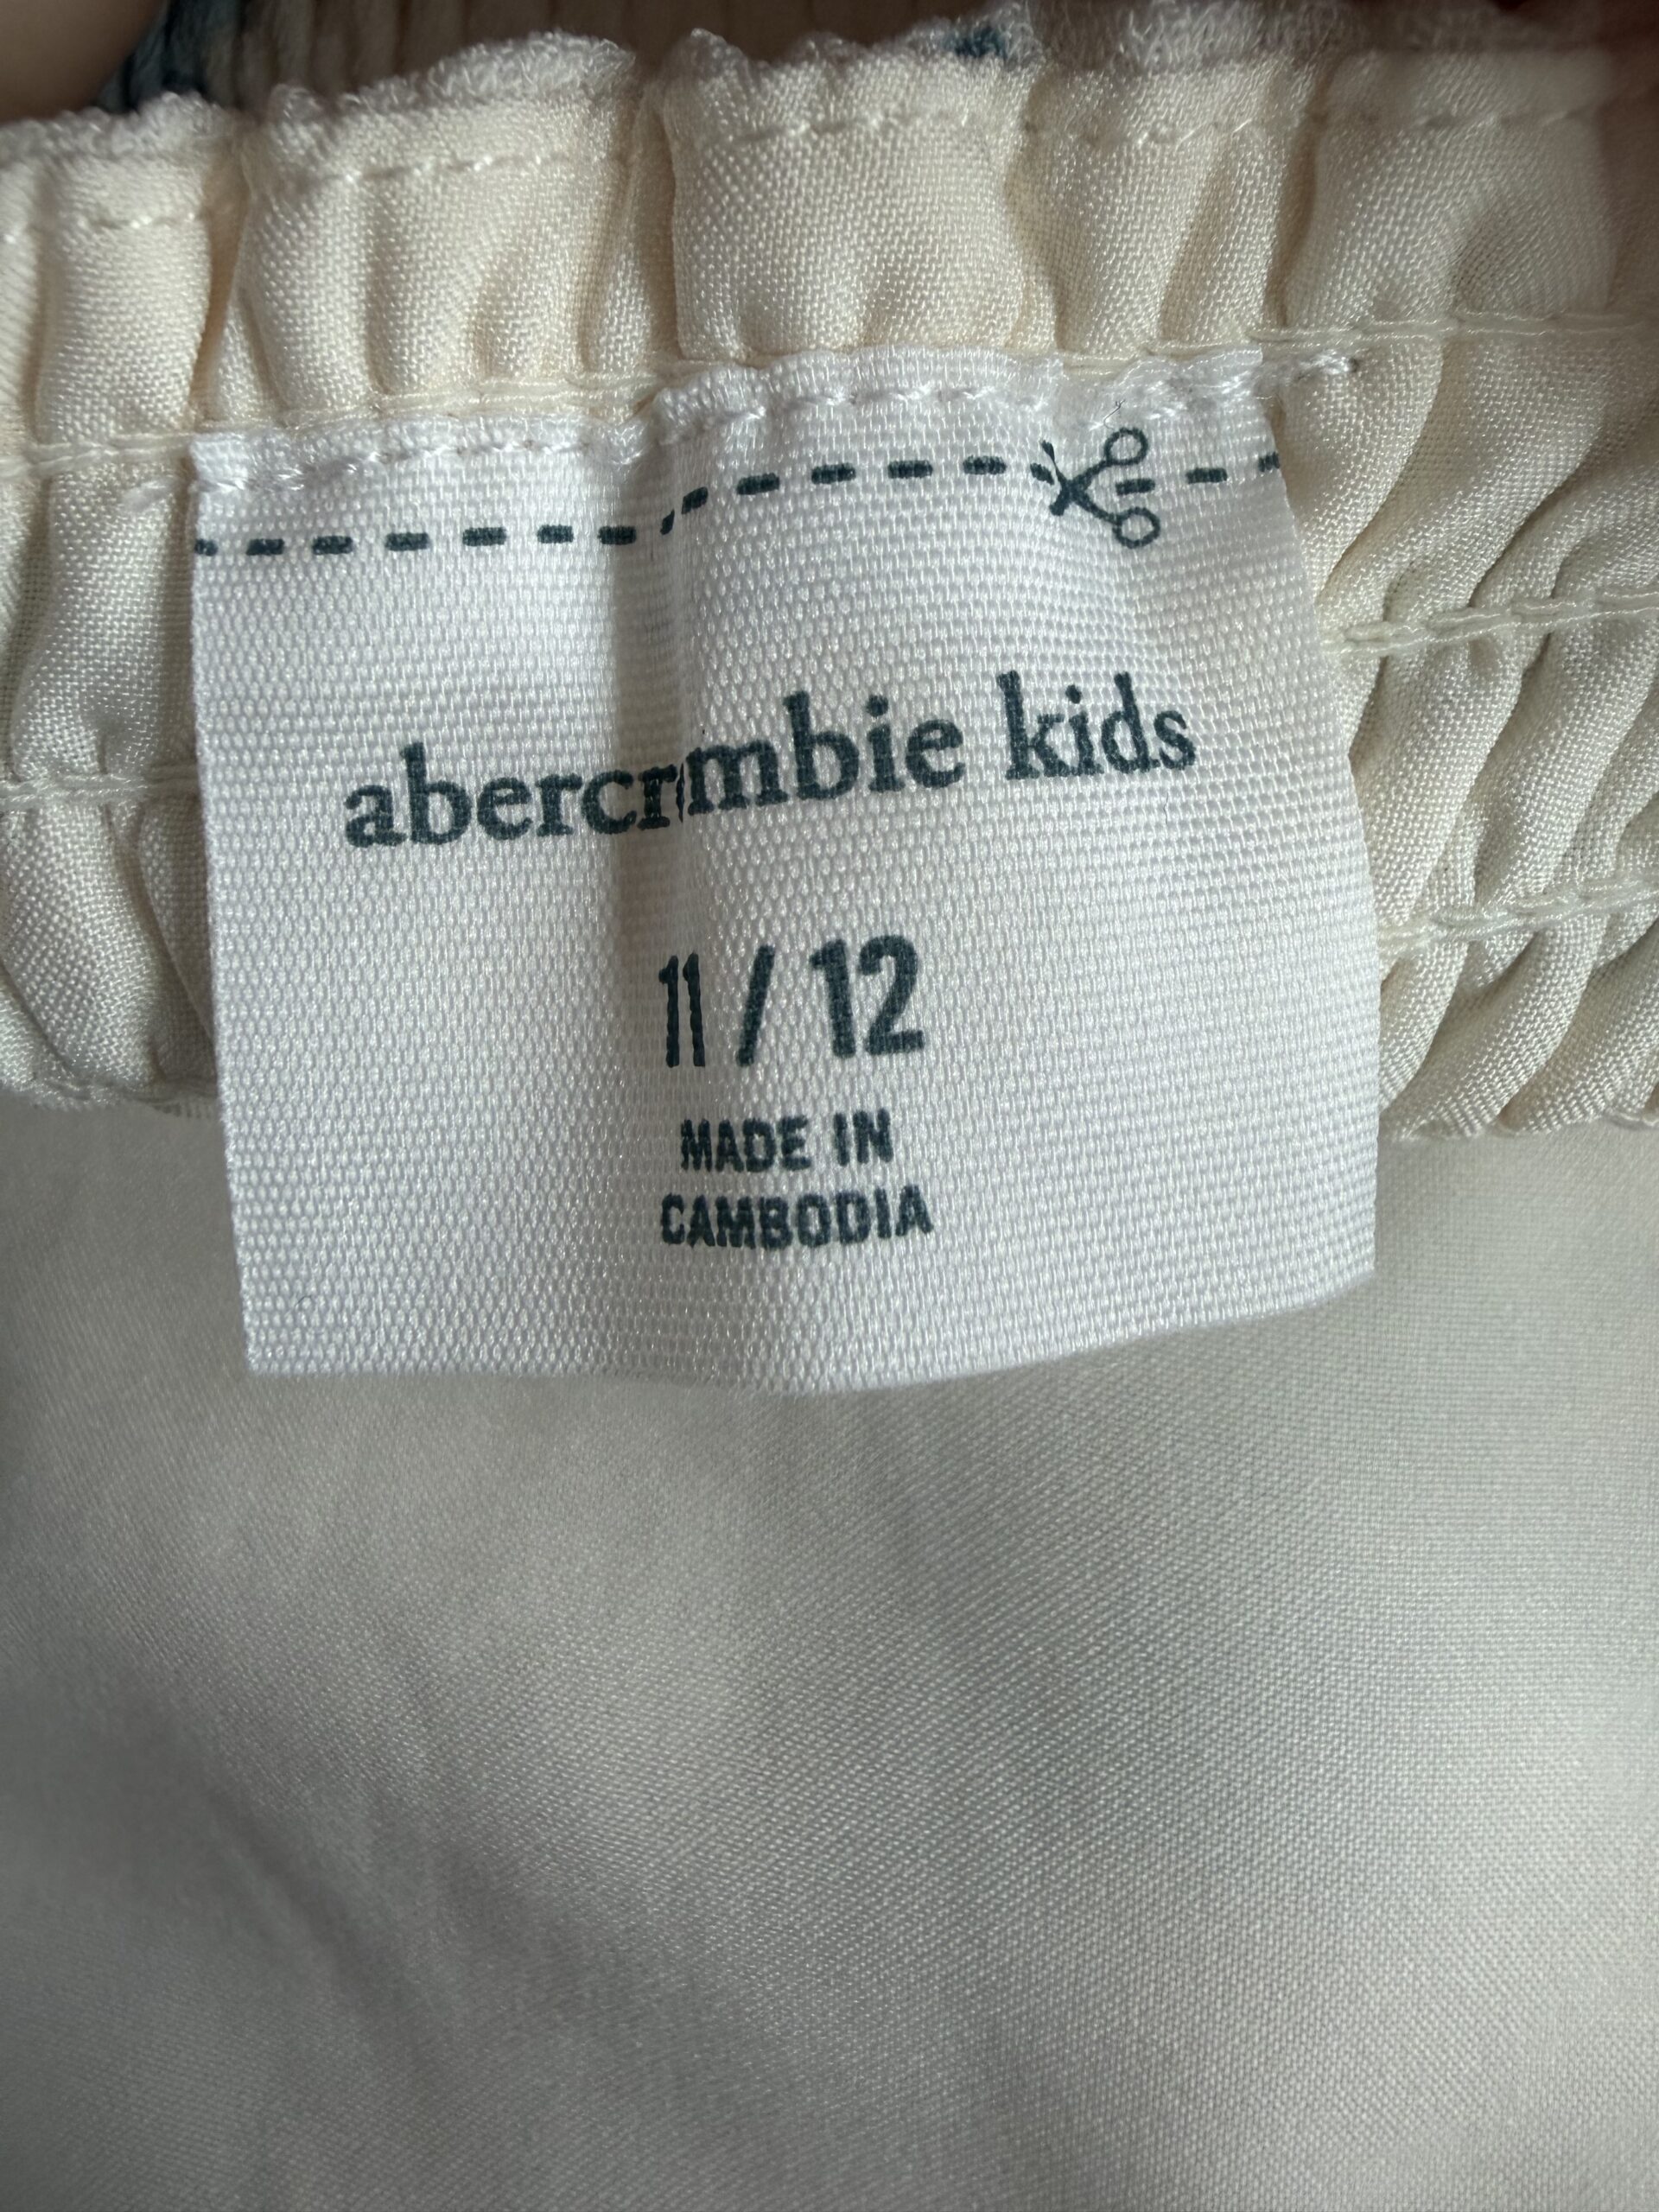 abercrombie kids
11 / 12
MADE IN
CAMBODIA